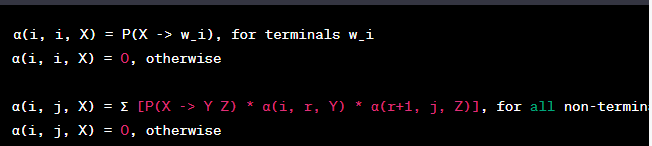 α(i, i, X) = P(X -> w_i), for terminals w_i
α(i, i, X) = 0, otherwise
α(i, j, X) = Σ [P(X -> Y Z) * α(i, r, Y) * α(r+1, j, Z)], for all non-termin
α(i, j, X) = 0, otherwise